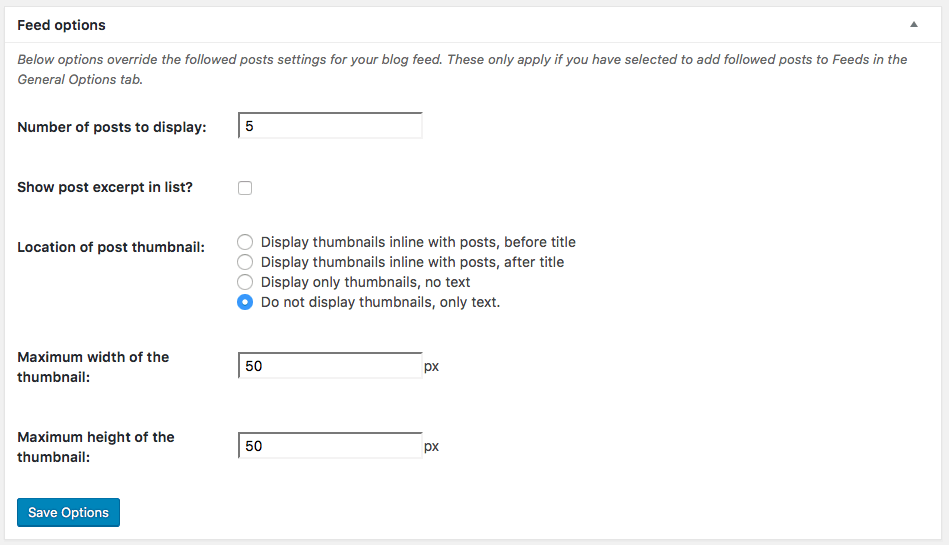 Feed options
Below options override the followed posts settings for your blog feed. These only apply if you have selected to add followed posts to Feeds in the
General Options tab.
Number of posts to display:
5
Show post excerpt in list?
Location of post thumbnail:
Display thumbnails inline with posts, before title
Display thumbnails inline with posts, after title
Display only thumbnails, no text
Do not display thumbnails, only text.
Maximum width of the
thumbnail:
50 px
Maximum height of the
thumbnail:
50 px
Save Options